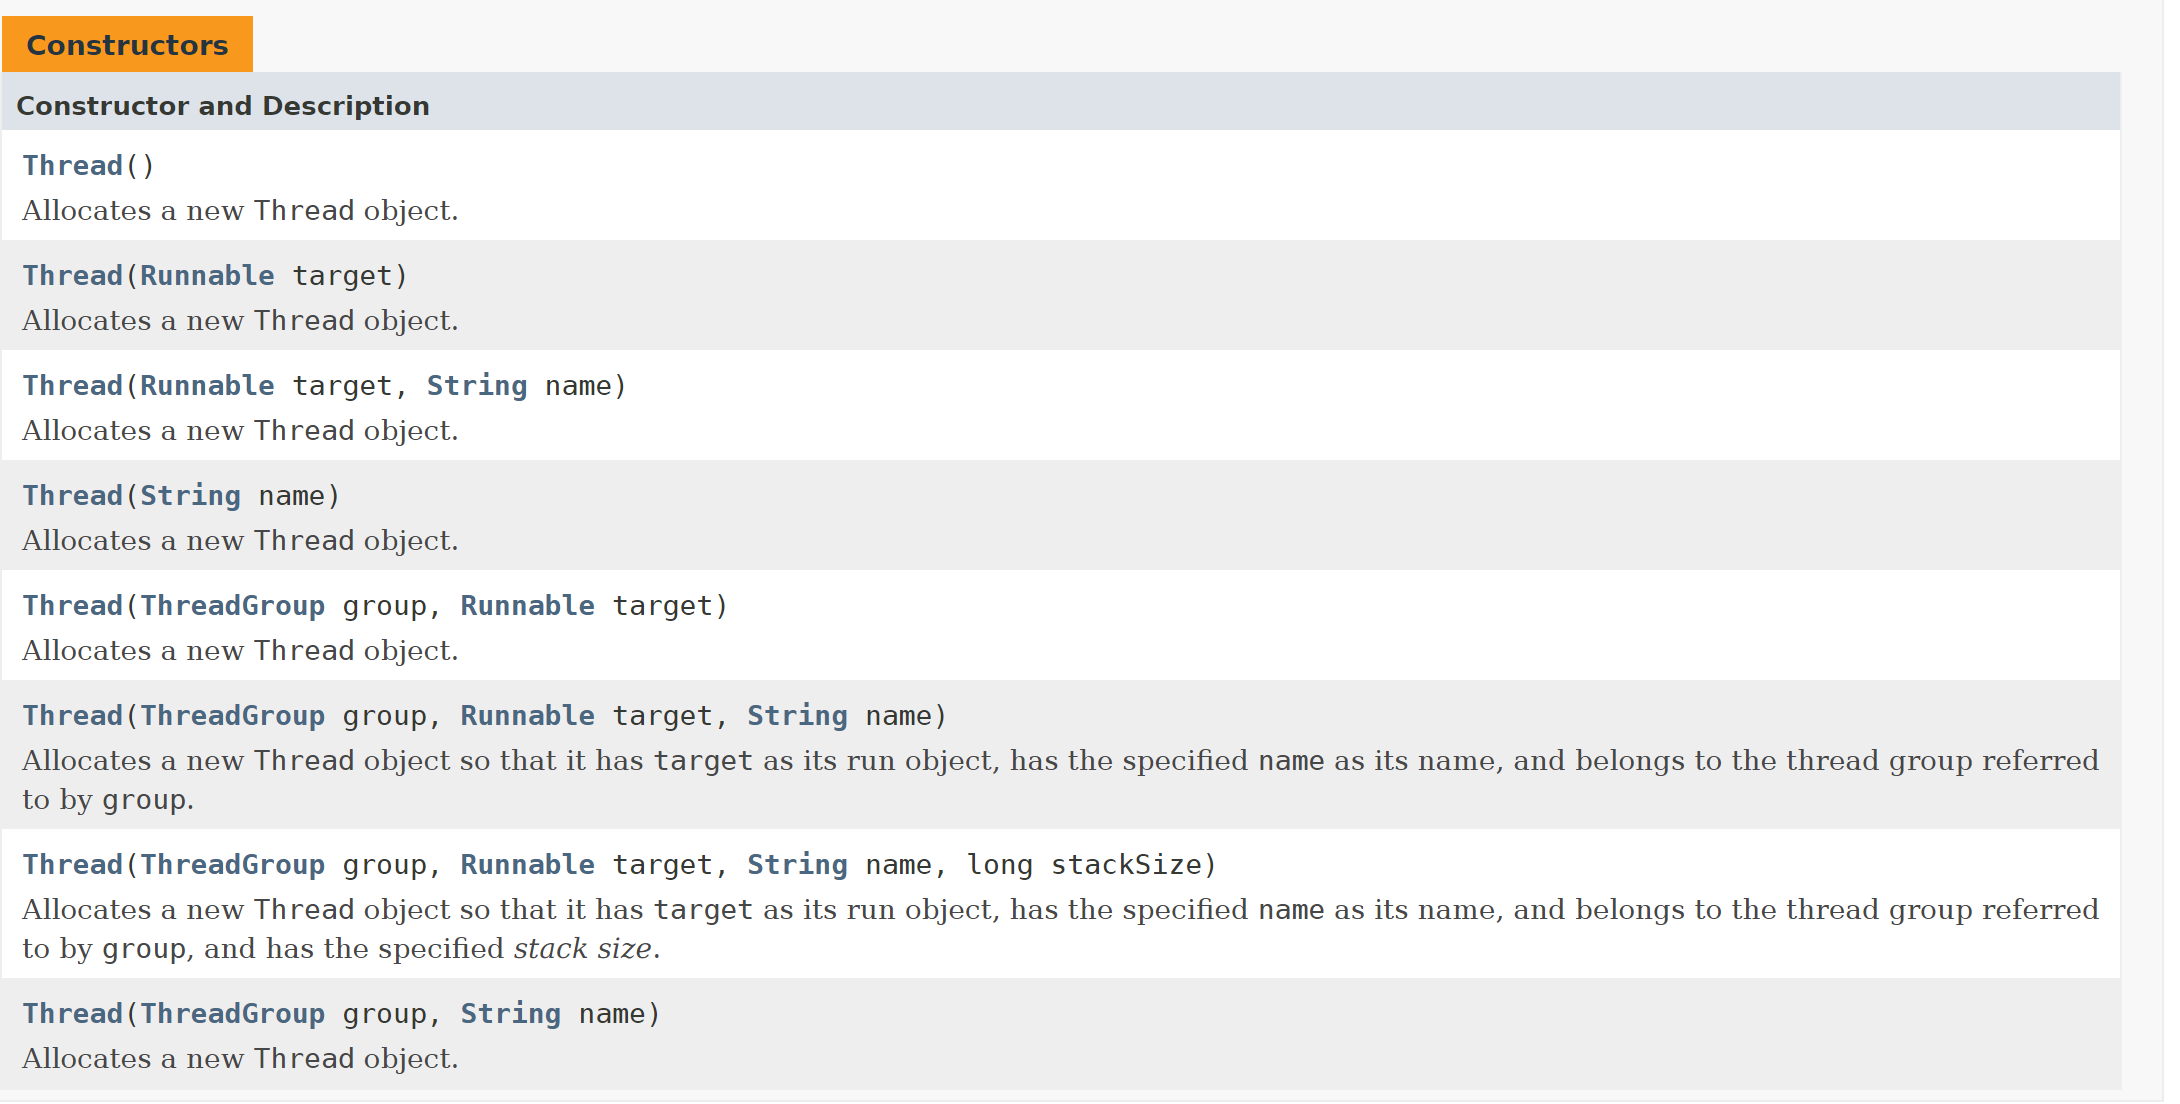 Constructors
Constructor and Description
Thread()
Allocates a new Thread object.
Thread(Runnable target)
Allocates a new Thread object.
Thread(Runnable target, String name)
Allocates a new Thread object.
Thread(String name)
Allocates a new Thread object.
Thread(ThreadGroup group, Runnable target)
Allocates a new Thread object.
Thread(ThreadGroup group, Runnable target, String name)
Allocates a new Thread object so that it has target as its run object, has the specified name as its name, and belongs to the thread group referred
to by group.
Thread(ThreadGroup group, Runnable target, String name, long stackSize)
Allocates a new Thread object so that it has target as its run object, has the specified name as its name, and belongs to the thread group referred
to by group, and has the specified stack size.
Thread(ThreadGroup group, String name)
Allocates a new Thread object.